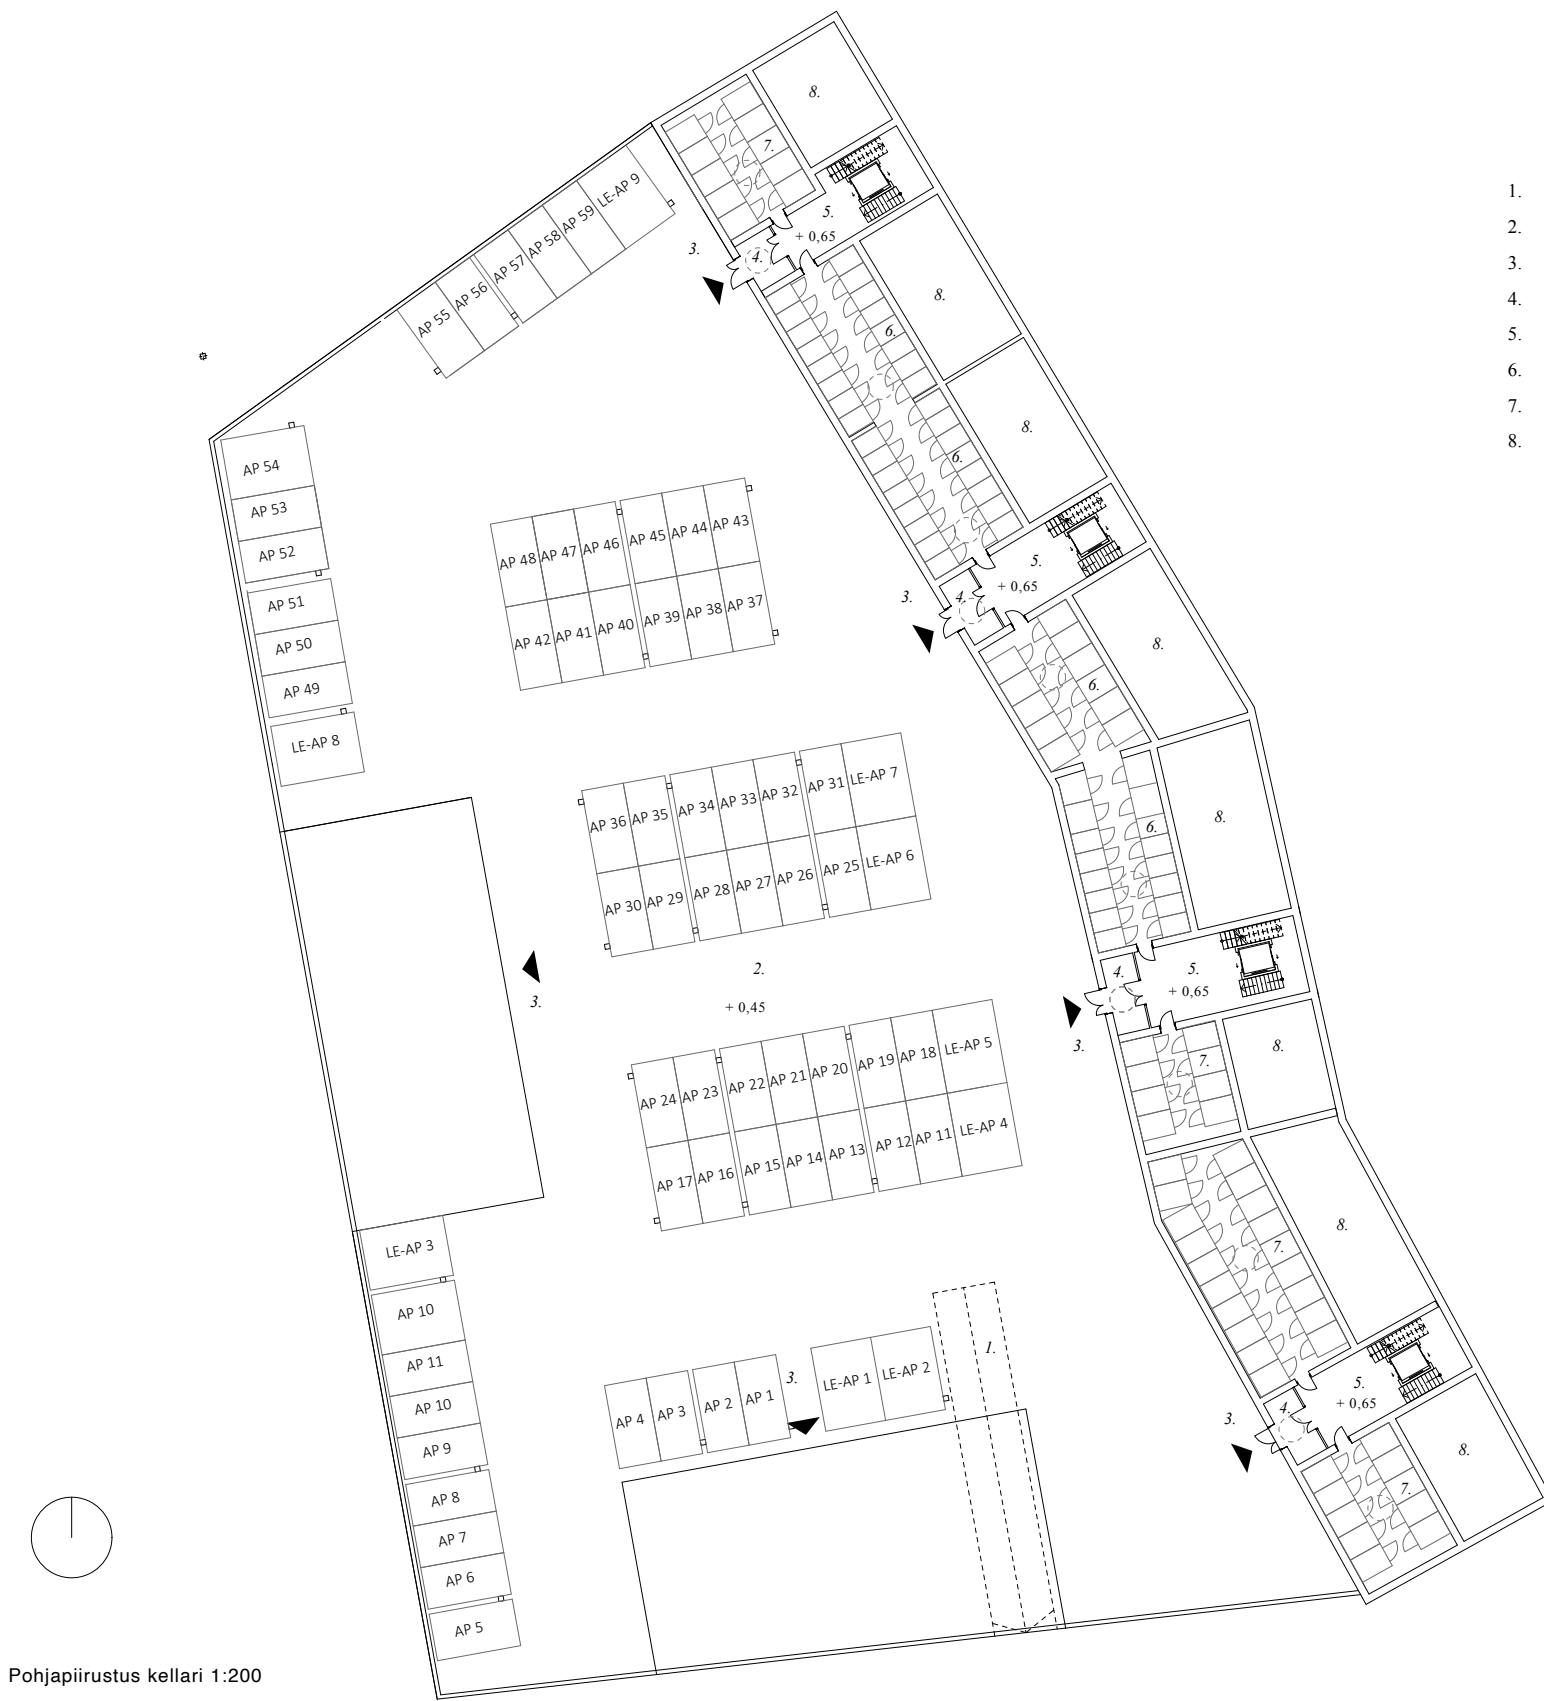 8.
7.
5.
+ 0,65
4.
3.
LE-AP 9
AP 59
AP 58
AP 57
AP 56
AP 55
8.
6.
8.
6.
1.
2.
3.
4.
5.
6.
7.
8.
AP 54
AP 53
AP 52
AP 51
AP 50
AP 49
LE-AP 8
AP 48 AP 47 AP 46 AP 45 AP 44 AP 43
AP 42 AP 41 AP 40 AP 39 AP 38 AP 37
5.
+ 0,65
4.
3.
8.
6.
8.
6.
AP 36 AP 35 AP 34 AP 33 AP 32 AP 31 LE-AP 7
AP 30 AP 29 AP 28 AP 27 AP 26 AP 25 LE-AP 6
3.
2.
+ 0,45
4.
5.
+ 0,65
3.
7.
8.
AP 24 AP 23 AP 22 AP 21 AP 20 AP 19 AP 18 LE-AP 5
AP 17 AP 16 AP 15 AP 14 AP 13 AP 12 AP 11 LE-AP 4
8.
7.
LE-AP 3
AP 10
AP 11
AP 10
AP 9
AP 8
AP 7
AP 6
AP 5
AP 4 AP 3 AP 2 AP 1
3.
LE-AP 1 LE-AP 2
1.
5.
+ 0,65
4.
3.
8.
7.
Pohjapiirustus kellari 1:200